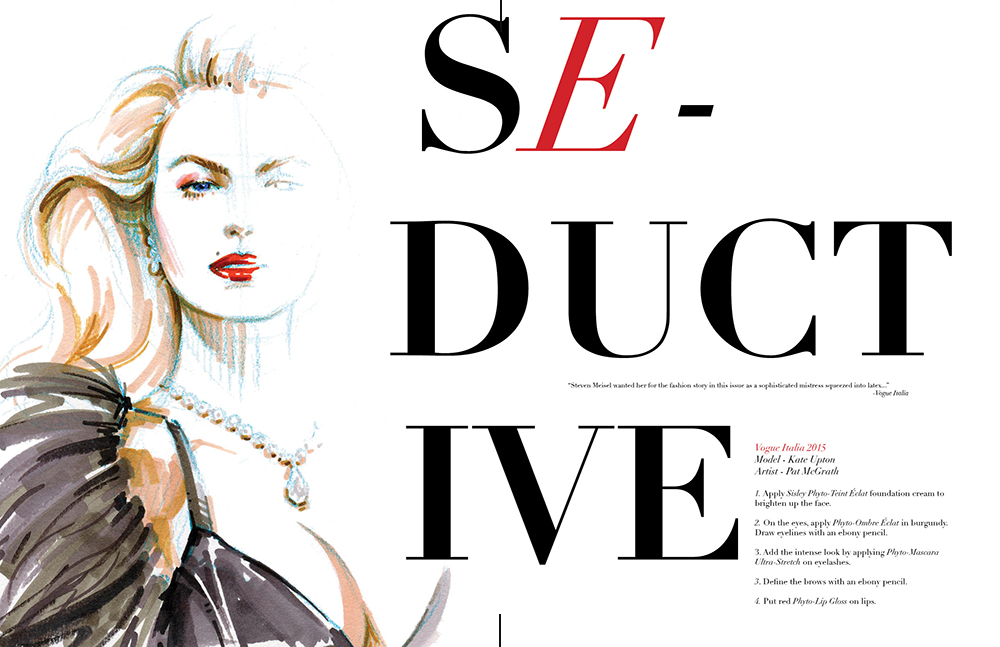 SE-
DUCT
"Steven Meisel wanted her for the fashion story in this issue as a sophisticated mistress squeezed into latex..."
-Vogue Italia
IVE
Vogue Italia 2015
Model - Kate Upton
Artist - Pat McGrath
1. Apply Sisley Phyto-Teint Éclat foundation cream to
brighten up the face.
2. On the eyes, apply Phyto-Ombre Éclat in burgundy.
Draw eyelines with an ebony pencil.
3. Add the intense look by applying Phyto-Mascara
Ultra-Stretch on eyelashes.
3. Define the brows with an ebony pencil.
4. Put red Phyto-Lip Gloss on lips.